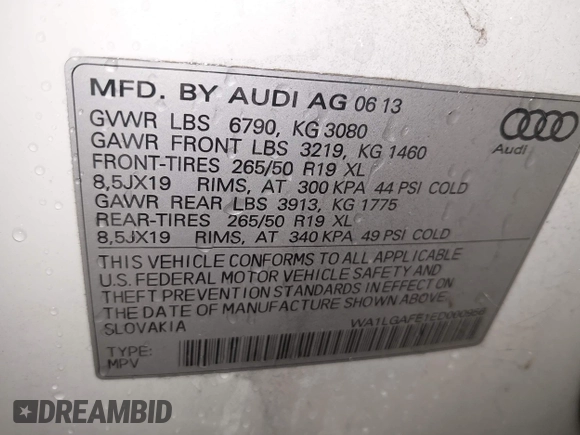 MFD. BY AUDI AG 06 13
GVWR LBS 6790, KG 3080
GAWR FRONT LBS 3219, KG 1460
FRONT-TIRES 265/50 R19 XL
8,5JX19 RIMS, AT 300 KPA 44 PSI COLD
GAWR REAR LBS 3913, KG 1775
REAR-TIRES 265/50 R19 XL
8,5JX19 RIMS, AT 340 KPA 49 PSI COLD
Audi
THIS VEHICLE CONFORMS TO ALL APPLICABLE
U.S. FEDERAL MOTOR VEHICLE SAFETY AND
THEFT PREVENTION STANDARDS IN EFFECT ON
THE DATE OF MANUFACTURE SHOWN ABOVE.
SLOVAKIA
TYPE:
MPV
DREAMBID